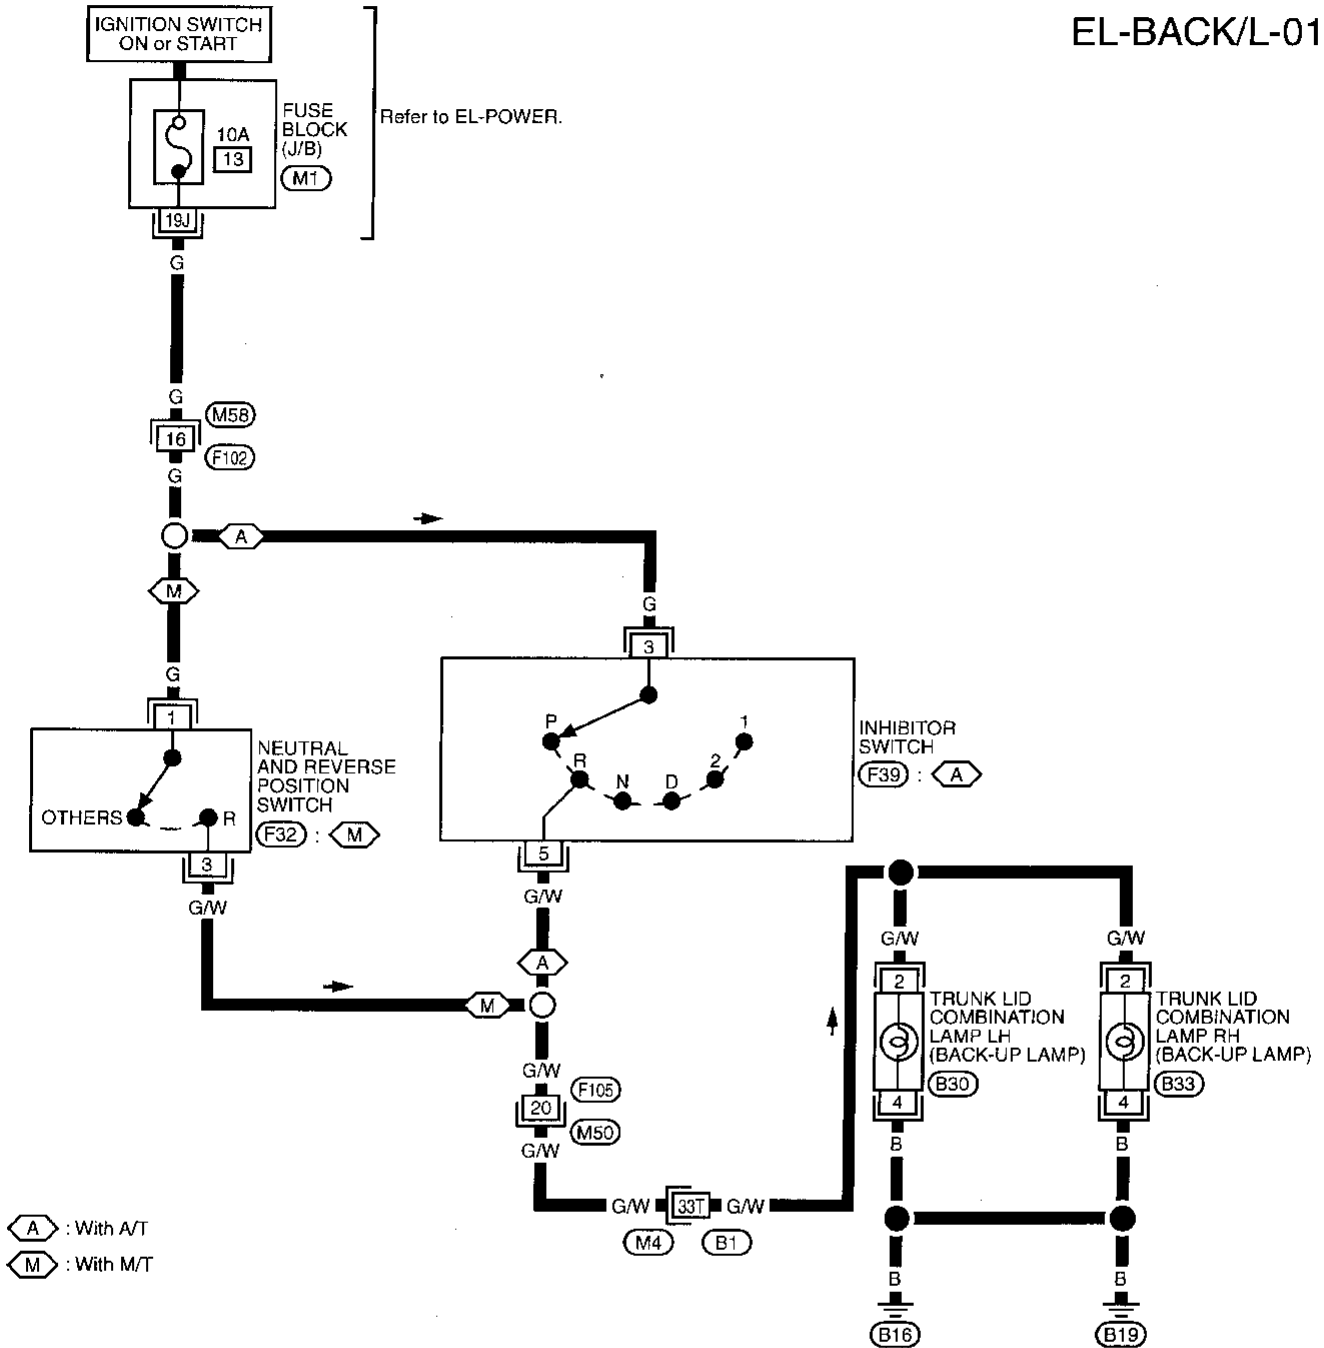 EL-BACK/L-01
IGNITION SWITCH
ON or START
FUSE
BLOCK
(J/B)
M1
10A
13
Refer to EL-POWER.
19J
G
G
M58
16
F102
G
A
M
G
G
3
1
NEUTRAL
AND REVERSE
POSITION
SWITCH
F32 : M
OTHERS
R
3
G/W
P
R
N
D
2
1
INHIBITOR
SWITCH
F39 : A
5
G/W
A
M
G/W
F105
20
M50
G/W
G/W
33T
G/W
M4
B1
G/W
G/W
2
TRUNK LID
COMBINATION
LAMP LH
(BACK-UP LAMP)
B30
4
B
2
TRUNK LID
COMBINATION
LAMP RH
(BACK-UP LAMP)
B33
4
B
B
B
B16
B19
A : With A/T
M : With M/T